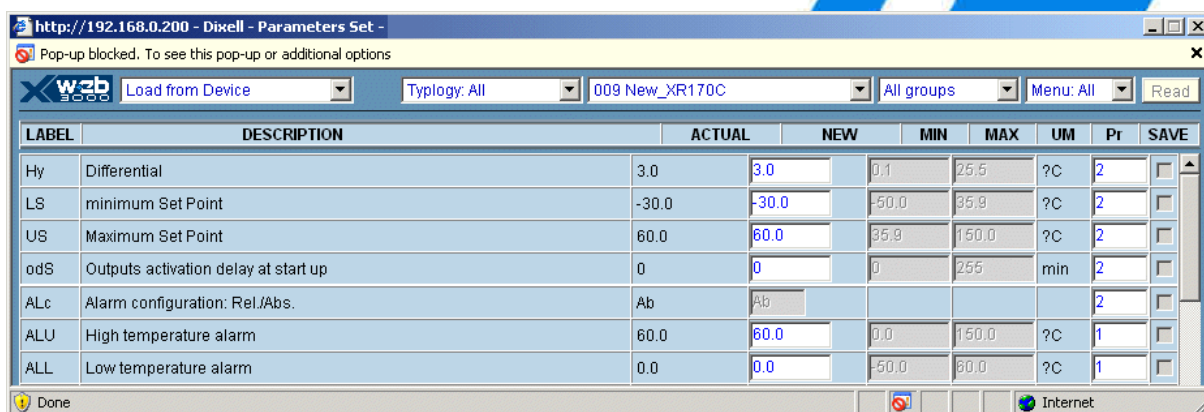 http://192.168.0.200 - Dixell - Parameters Set -
Pop-up blocked. To see this pop-up or additional options
XWEB 3000 Load from Device Typlogy: All 009 New_XR170C All groups Menu: All Read
LABEL DESCRIPTION ACTUAL NEW MIN MAX UM Pr SAVE
Hy Differential 3.0 3.0 0.1 25.5 ?C 2
LS minimum Set Point -30.0 -30.0 -50.0 35.9 ?C 2
US Maximum Set Point 60.0 60.0 35.9 150.0 ?C 2
odS Outputs activation delay at start up 0 0 0 255 min 2
ALc Alarm configuration: Rel./Abs. Ab Ab 2
ALU High temperature alarm 60.0 60.0 0.0 150.0 ?C 1
ALL Low temperature alarm 0.0 0.0 -50.0 60.0 ?C 1
Done Internet